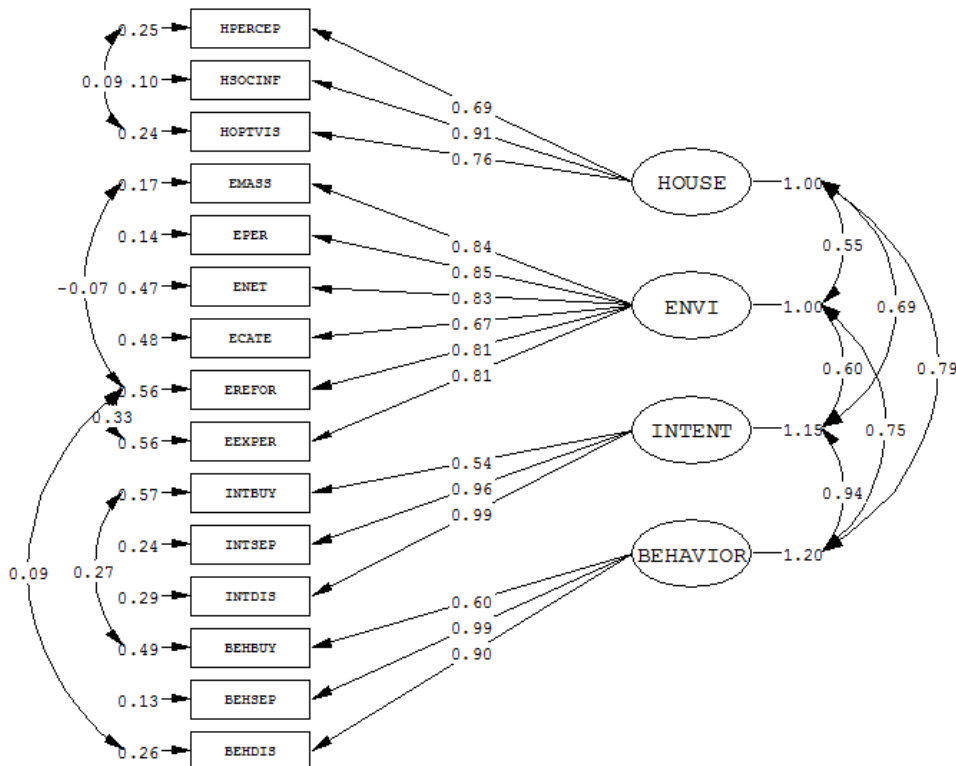 0.25 HPERCEP
0.09 .10 HSOCINF
0.69
0.24 HOPTVIS
0.91
0.76
0.17 EMASS
HOUSE 1.00
0.14 EPER
0.84
0.55
0.85
-0.07 0.47 ENET
0.83
ENVI 1.00
0.69
0.48 ECATE
0.67
0.81
0.56 EREFOR
0.81
0.60
0.79
0.33
0.56 EEXPER
INTENT 1.15
0.75
0.54
0.57 INTBUY
0.96
0.94
0.99
0.24 INTSEP
BEHAVIOR 1.20
0.09
0.27
0.29 INTDIS
0.60
0.49 BEHBUY
0.99
0.90
0.13 BEHSEP
0.26 BEHDIS